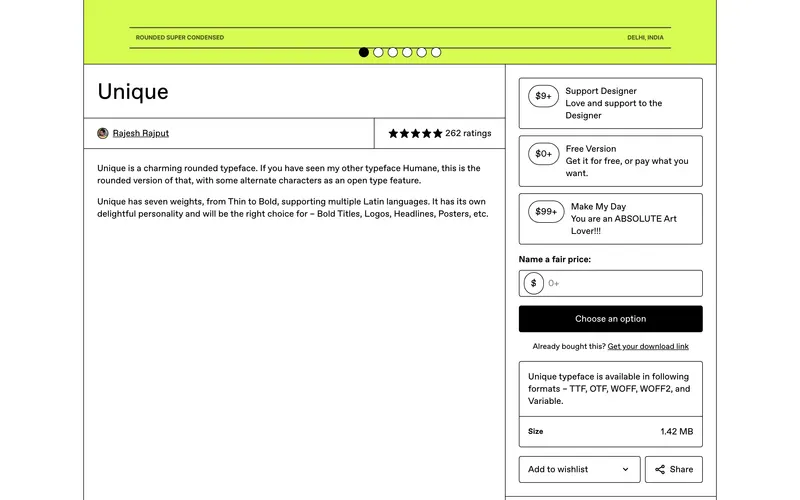 ROUNDED SUPER CONDENSED
DELHI, INDIA
Unique
Rajesh Rajput
262 ratings
Unique is a charming rounded typeface. If you have seen my other typeface Humane, this is the
rounded version of that, with some alternate characters as an open type feature.
Unique has seven weights, from Thin to Bold, supporting multiple Latin languages. It has its own
delightful personality and will be the right choice for – Bold Titles, Logos, Headlines, Posters, etc.
$9+
Support Designer
Love and support to the
Designer
$0+
Free Version
Get it for free, or pay what you
want.
$99+
Make My Day
You are an ABSOLUTE Art
Lover!!!
Name a fair price:
$ 0+
Choose an option
Already bought this? Get your download link
Unique typeface is available in following
formats – TTF, OTF, WOFF, WOFF2, and
Variable.
Size 1.42 MB
Add to wishlist
Share